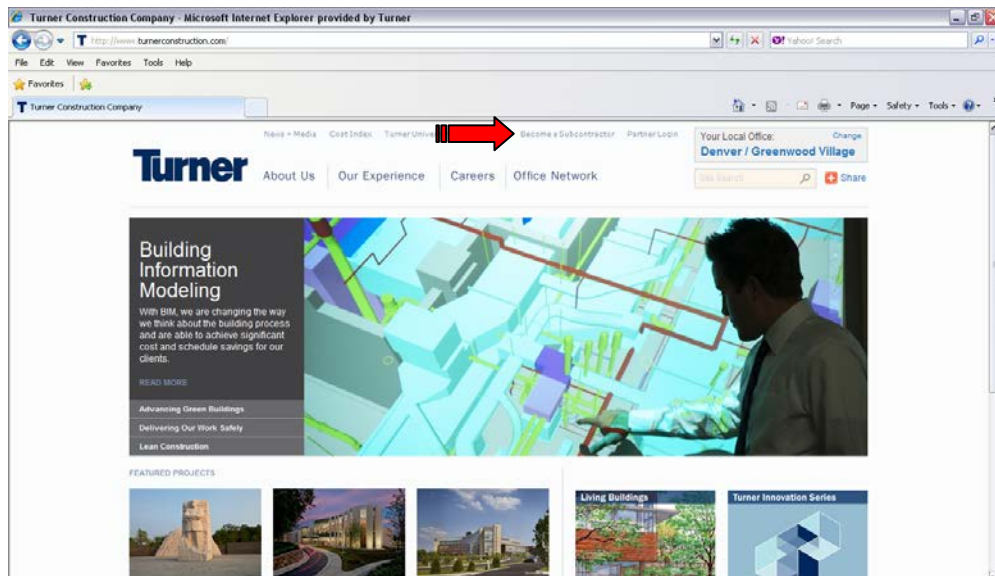 Turner Construction Company - Microsoft Internet Explorer provided by Turner
http://www.turnerconstruction.com/
Yahoo! Search
File Edit View Favorites Tools Help
Favorites
Turner Construction Company
Page Safety Tools
News + Media Cost Index Turner Become a Subcontractor Partner Login
Your Local Office: Change
Denver / Greenwood Village
Turner
About Us Our Experience Careers Office Network
Site Search
Share
Building
Information
Modeling
With BIM, we are changing the way
we think about the building process
and are able to achieve significant
cost and schedule savings for our
clients.
READ MORE
Advancing Green Buildings
Delivering Our Work Safely
Lean Construction
FEATURED PROJECTS
Living Buildings
Turner Innovation Series